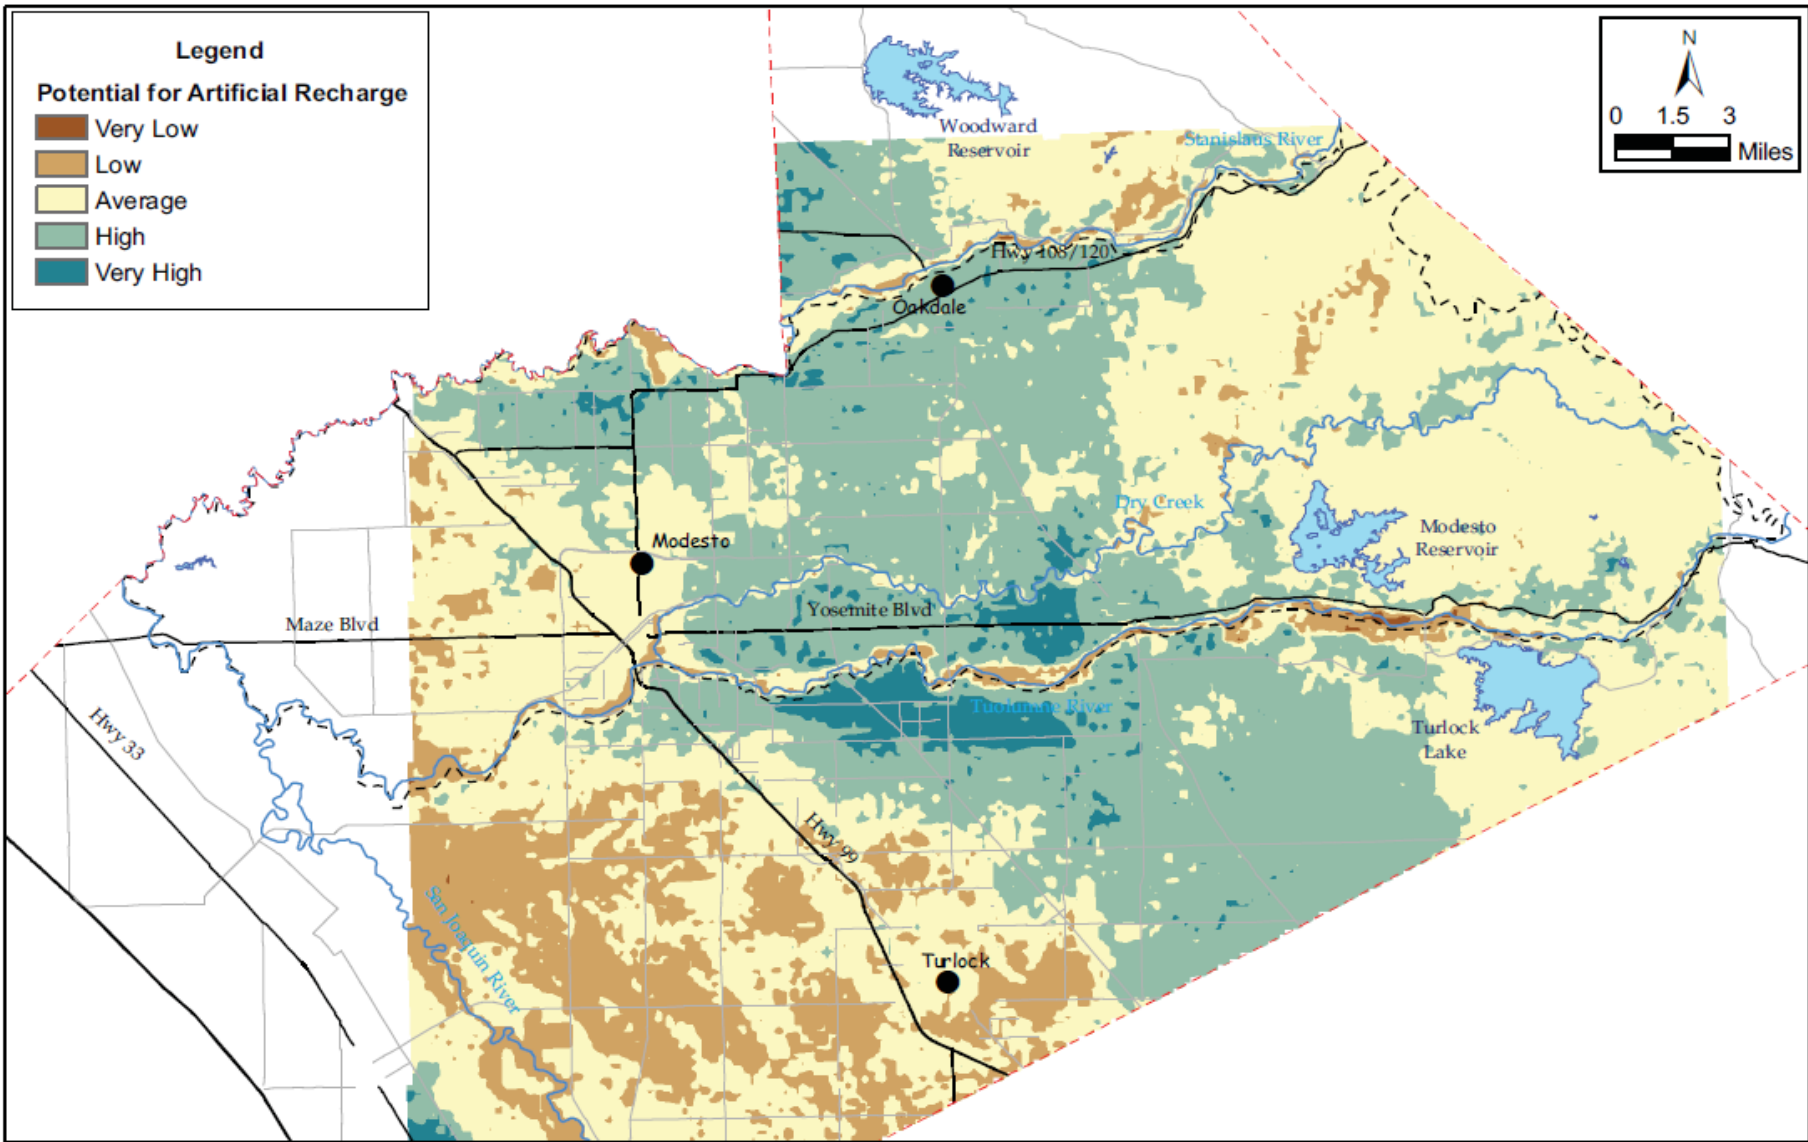 Legend
Potential for Artificial Recharge
Very Low
Low
Average
High
Very High
N
0 1.5 3
Miles
Woodward
Reservoir
Stanislaus River
Hwy 108/120
Oakdale
Dry Creek
Modesto
Reservoir
Modesto
Yosemite Blvd
Maze Blvd
Tuolumne River
Hwy 33
Turlock
Lake
Hwy 99
San Joaquin River
Turlock